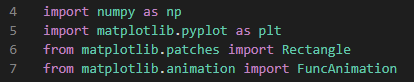 4 import numpy as np
5 import matplotlib.pyplot as plt
6 from matplotlib.patches import Rectangle
7 from matplotlib.animation import FuncAnimation